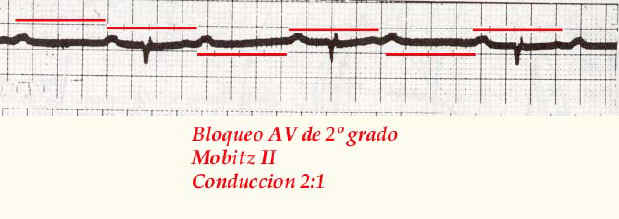 Bloqueo AV de 2º grado
Mobitz II
Conduccion 2:1